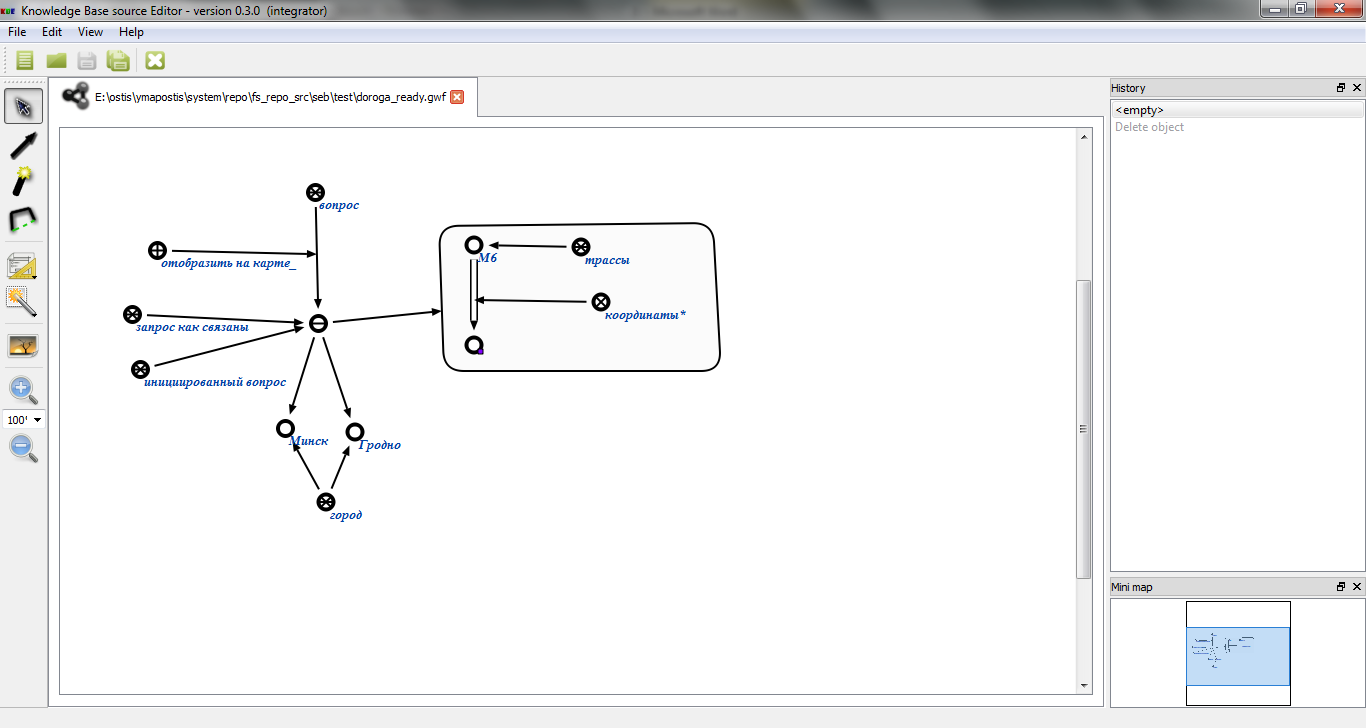 Knowledge Base source Editor - version 0.3.0 (integrator)
File Edit View Help
E:\ostis\ymapostis\system\repo\fs_repo_src\seb\test\doroga_ready.gwf
History
<empty>
Delete object
вопрос
отобразить на карте_
М6
трассы
запрос как связаны
координаты*
инициированный вопрос
100%
Минск
Гродно
город
Mini map